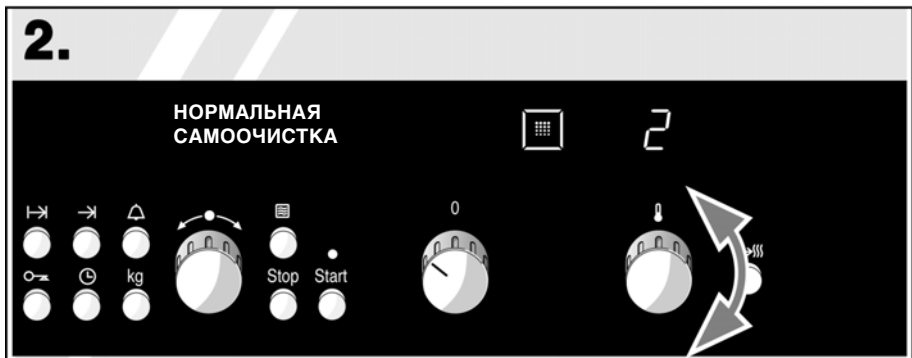 2.
НОРМАЛЬНАЯ
САМООЧИСТКА
2
0
kg Stop Start